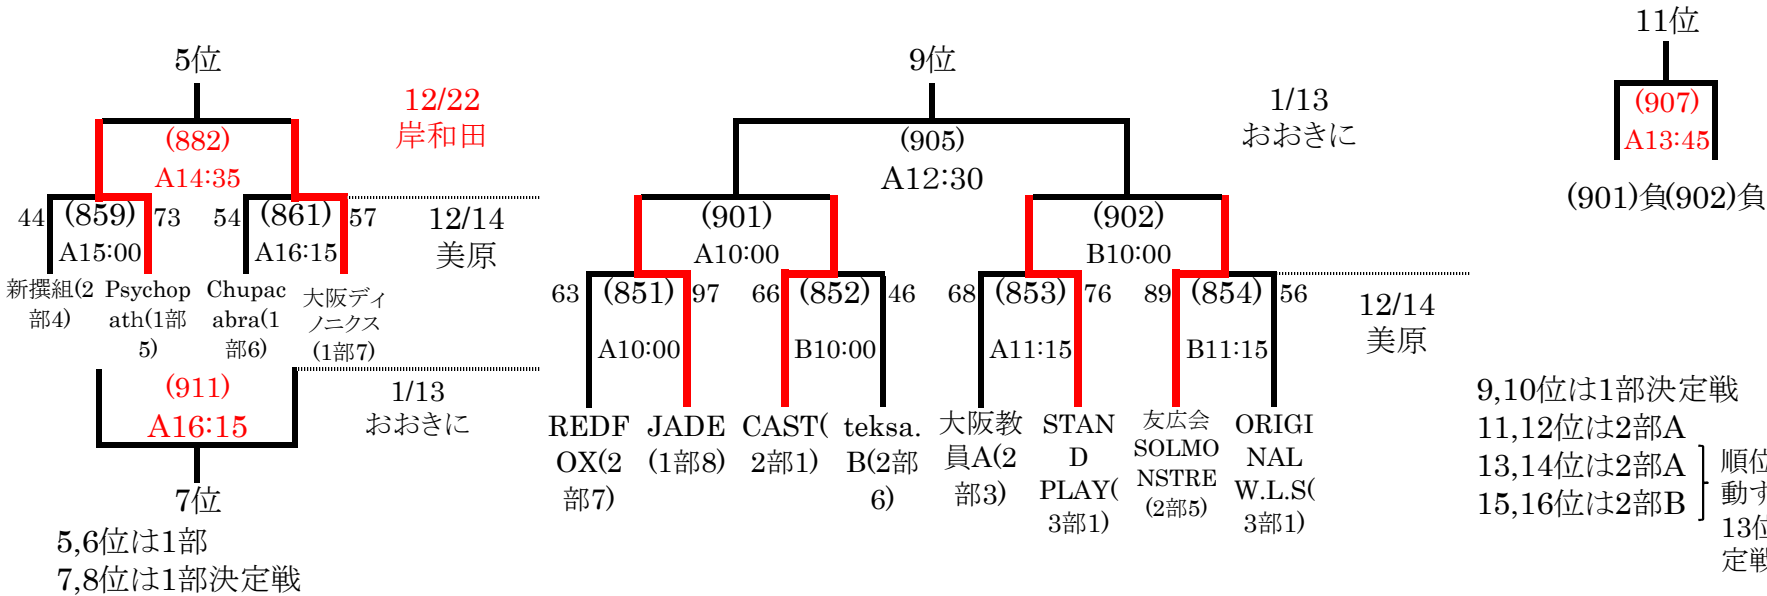 5位
12/22
岸和田
(882)
A14:35
44
(859)
73
54
(861)
57
A15:00
A16:15
12/14
美原
新撰組(2
部4)
Psychop
ath(1部
5)
Chupac
abra(1
部6)
大阪ディ
ノニクス
(1部7)
(911)
A16:15
1/13
おおきに
7位
5,6位は1部
7,8位は1部決定戦
9位
1/13
おおきに
(905)
A12:30
(901)
A10:00
(902)
B10:00
63
(851)
97
66
(852)
46
68
(853)
76
89
(854)
56
A10:00
B10:00
A11:15
B11:15
12/14
美原
REDF
OX(2
部7)
JADE
(1部8)
CAST(
2部1)
teksa.
B(2部
6)
大阪教
員A(2
部3)
STAN
D
PLAY(
3部1)
友広会
SOLMO
NSTRE
(2部5)
ORIGI
NAL
W.L.S(
3部1)
11位
(907)
A13:45
(901)負(902)負
9,10位は1部決定戦
11,12位は2部A
13,14位は2部A
15,16位は2部B
順位
動す
13位
定戦